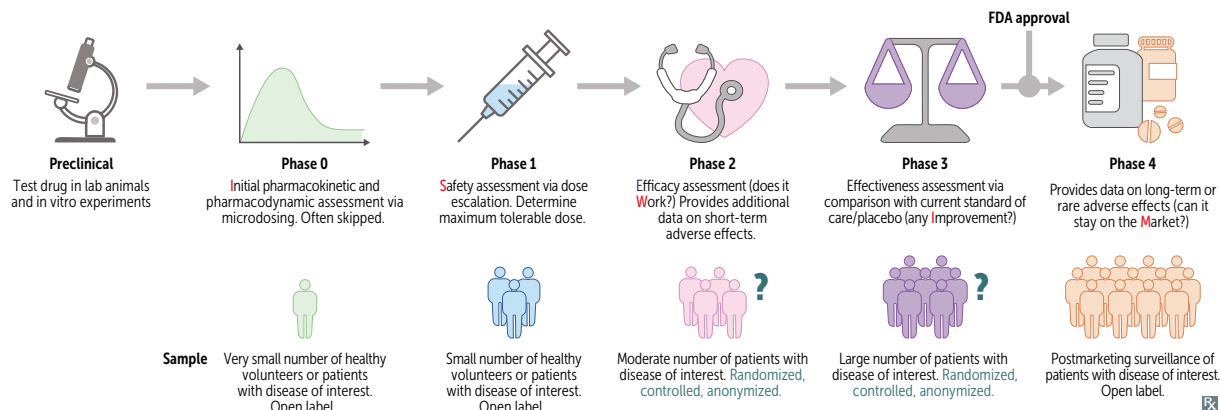 FDA approval
Preclinical
Test drug in lab animals
and in vitro experiments
Phase 0
Initial pharmacokinetic and
pharmacodynamic assessment via
microdosing. Often skipped.
Phase 1
Safety assessment via dose
escalation. Determine
maximum tolerable dose.
Phase 2
Efficacy assessment (does it
Work?) Provides additional
data on short-term
adverse effects.
Phase 3
Effectiveness assessment via
comparison with current standard of
care/placebo (any Improvement?)
Phase 4
Provides data on long-term or
rare adverse effects (can it
stay on the Market?)
?
?
Sample
Very small number of healthy
volunteers or patients
with disease of interest.
Open label.
Small number of healthy
volunteers or patients
with disease of interest.
Open label.
Moderate number of patients with
disease of interest. Randomized,
controlled, anonymized.
Large number of patients with
disease of interest. Randomized,
controlled, anonymized.
Postmarketing surveillance of
patients with disease of interest.
Open label.
℞